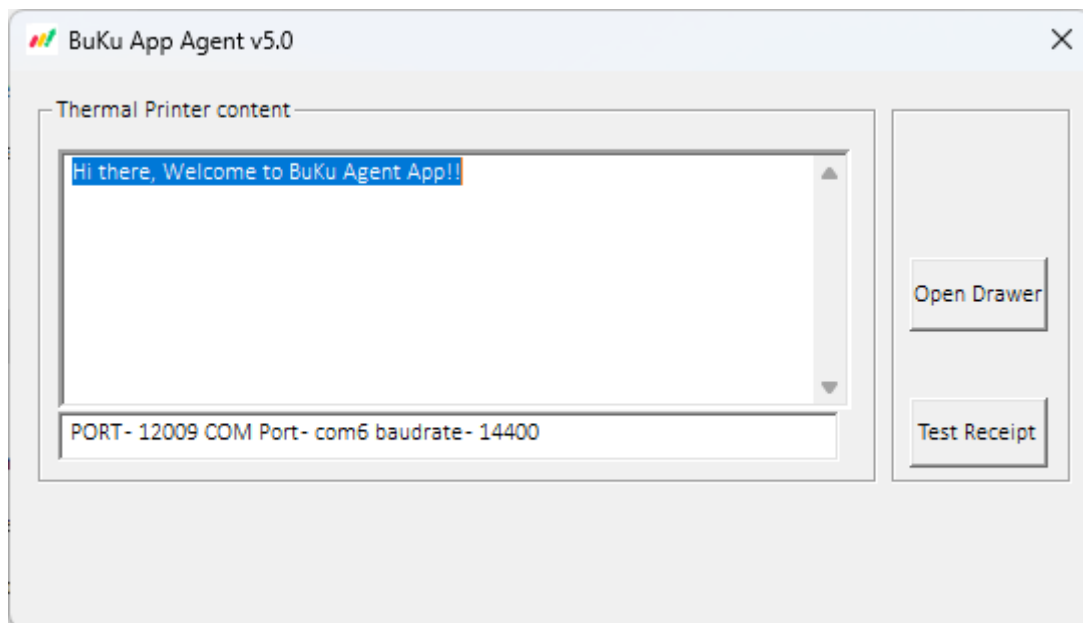 BuKu App Agent v5.0
Thermal Printer content
Hi there, Welcome to BuKu Agent App!!
Open Drawer
PORT- 12009 COM Port- com6 baudrate- 14400
Test Receipt